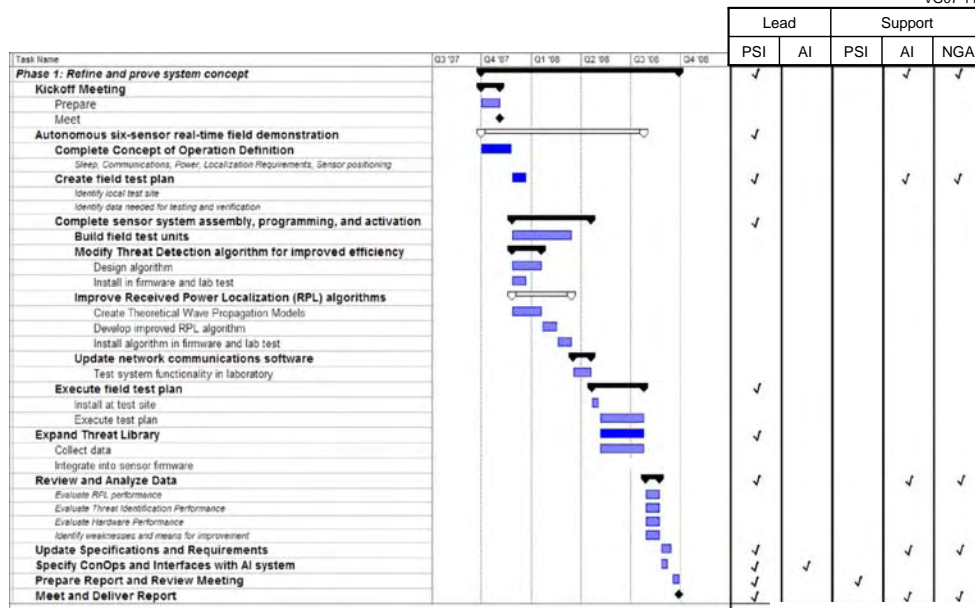 Lead Support
PSI AI PSI AI NGA
Task Name Q3 '07 Q4 '07 Q1 '08 Q2 '08 Q3 '08 Q4 '08
Phase 1: Refine and prove system concept √ √ √
Kickoff Meeting
Prepare
Meet
Autonomous six-sensor real-time field demonstration √
Complete Concept of Operation Definition
Sleep, Communications, Power, Localization Requirements, Sensor positioning
Create field test plan √ √ √
Identify local test site
Identify data needed for testing and verification
Complete sensor system assembly, programming, and activation √
Build field test units
Modify Threat Detection algorithm for improved efficiency
Design algorithm
Install in firmware and lab test
Improve Received Power Localization (RPL) algorithms
Create Theoretical Wave Propagation Models
Develop improved RPL algorithm
Install algorithm in firmware and lab test
Update network communications software
Test system functionality in laboratory
Execute field test plan √
Install at test site
Execute test plan
Expand Threat Library √
Collect data
Integrate into sensor firmware
Review and Analyze Data √ √ √
Evaluate RPL performance
Evaluate Threat Identification Performance
Evaluate Hardware Performance
Identify weaknesses and means for improvement
Update Specifications and Requirements √ √ √
Specify ConOps and Interfaces with AI system √ √
Prepare Report and Review Meeting √ √
Meet and Deliver Report √ √ √